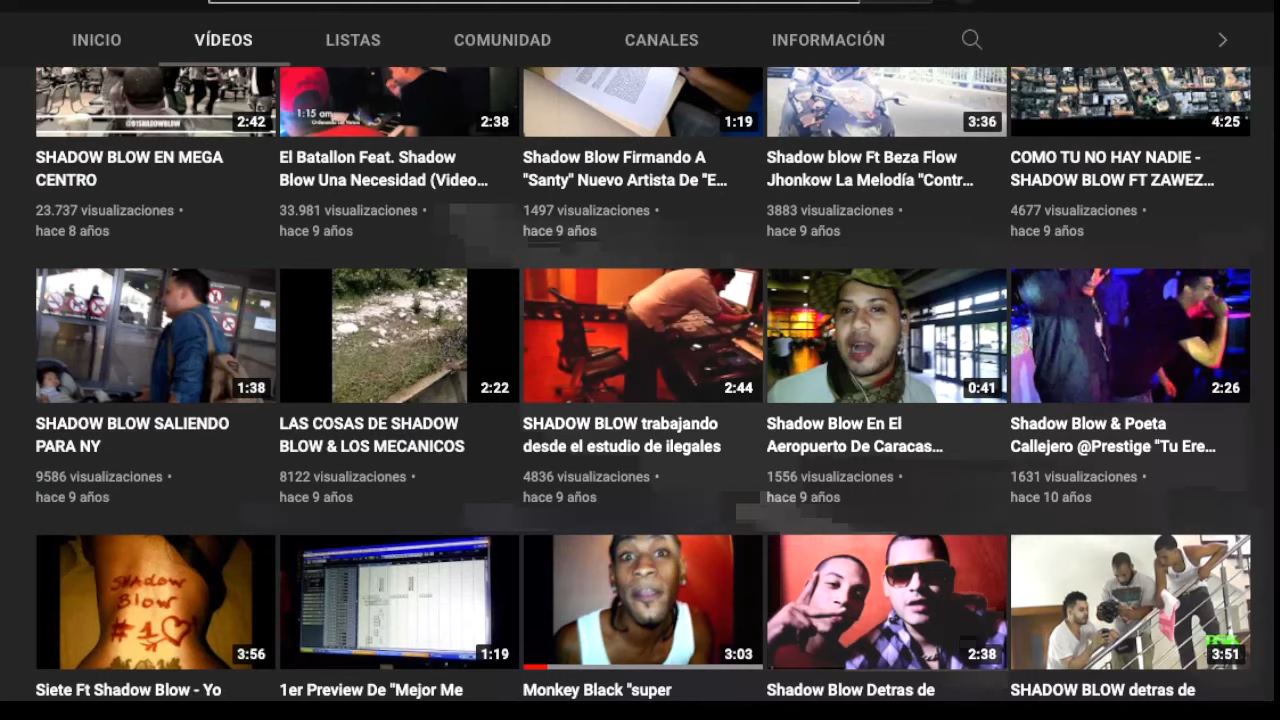 INICIO VÍDEOS LISTAS COMUNIDAD CANALES INFORMACIÓN
@01SHADOWBLOW
2:42
1:15 am
2:38
1:19
3:36
4:25
SHADOW BLOW EN MEGA
CENTRO
23.737 visualizaciones •
hace 8 años
El Batallon Feat. Shadow
Blow Una Necesidad (Video...
33.981 visualizaciones •
hace 9 años
Shadow Blow Firmando A
"Santy" Nuevo Artista De "E...
1497 visualizaciones •
hace 9 años
Shadow blow Ft Beza Flow
Jhonkow La Melodía "Contr...
3883 visualizaciones •
hace 9 años
COMO TU NO HAY NADIE -
SHADOW BLOW FT ZAWEZ...
4677 visualizaciones •
hace 9 años
1:38
2:22
2:44
0:41
2:26
SHADOW BLOW SALIENDO
PARA NY
9586 visualizaciones •
hace 9 años
LAS COSAS DE SHADOW
BLOW & LOS MECANICOS
8122 visualizaciones •
hace 9 años
SHADOW BLOW trabajando
desde el estudio de ilegales
4836 visualizaciones •
hace 9 años
Shadow Blow En El
Aeropuerto De Caracas...
1556 visualizaciones •
hace 9 años
Shadow Blow & Poeta
Callejero @Prestige "Tu Ere...
1631 visualizaciones •
hace 10 años
SHAdow
Blow
#1
3:56
1:19
3:03
2:38
3:51
Siete Ft Shadow Blow - Yo
1er Preview De "Mejor Me
Monkey Black "super
Shadow Blow Detras de
SHADOW BLOW detras de